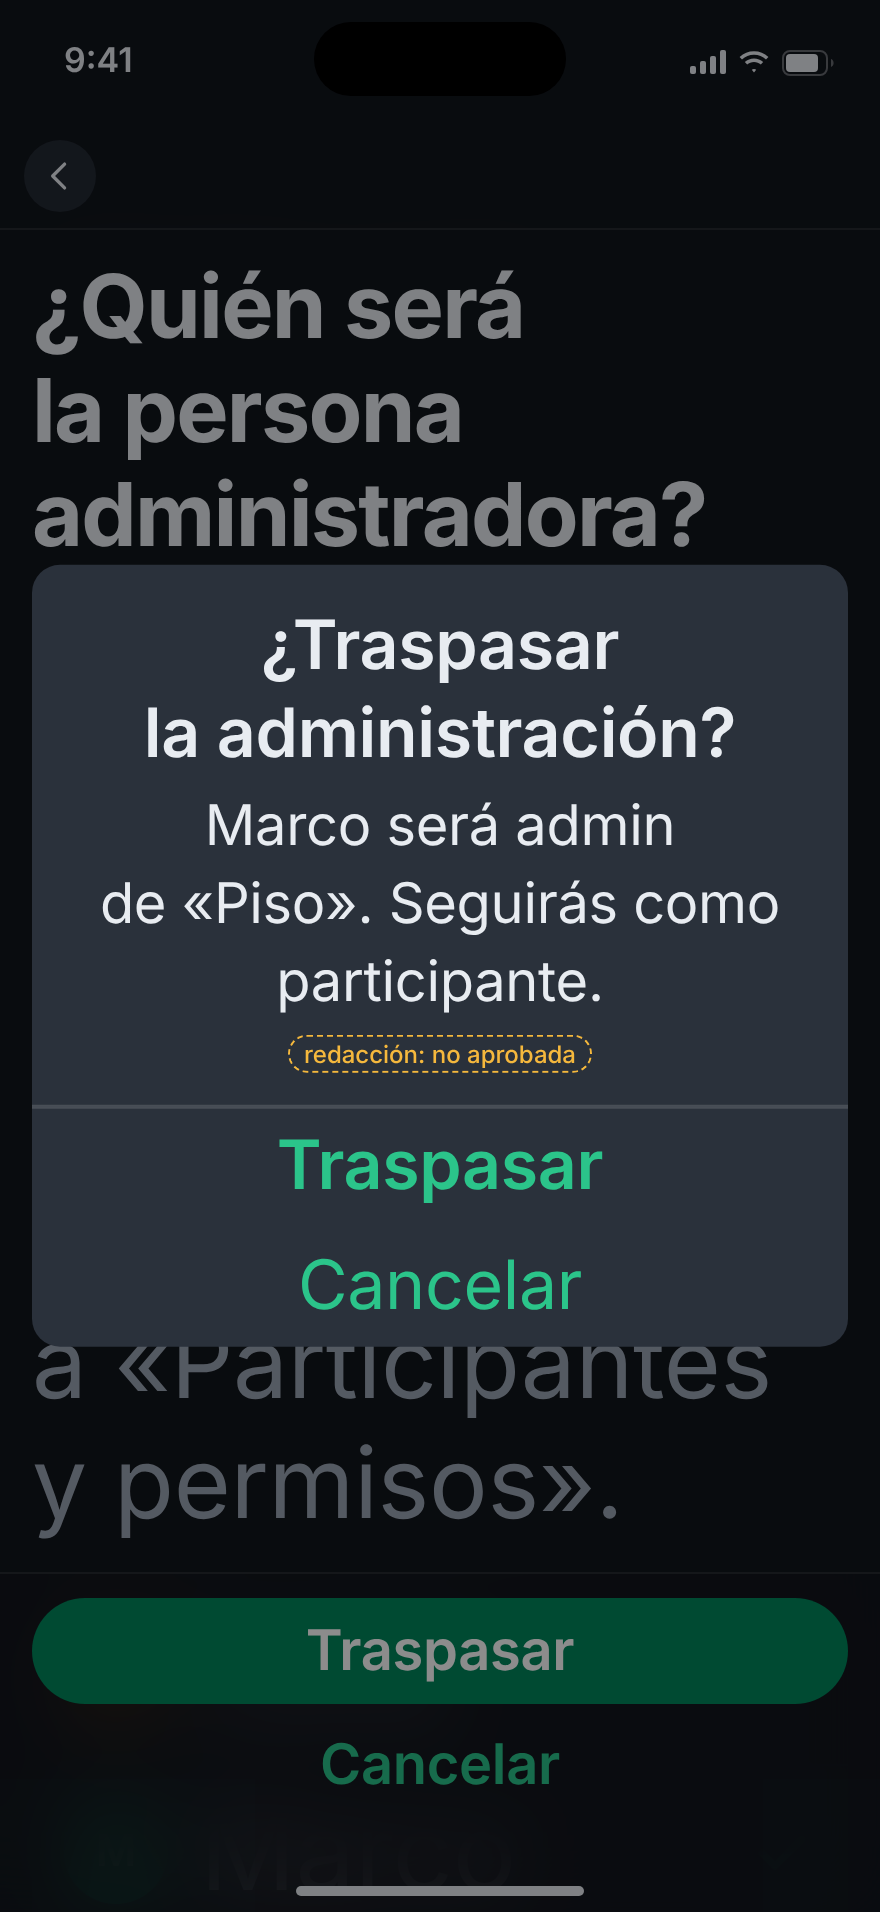 9:41
¿Quién será
la persona
administradora?
¿Traspasar
la administración?
Marco será admin
de «Piso». Seguirás como
participante.
redacción: no aprobada
Traspasar
Cancelar
a «Participantes
y permisos».
Traspasar
Cancelar
Marco